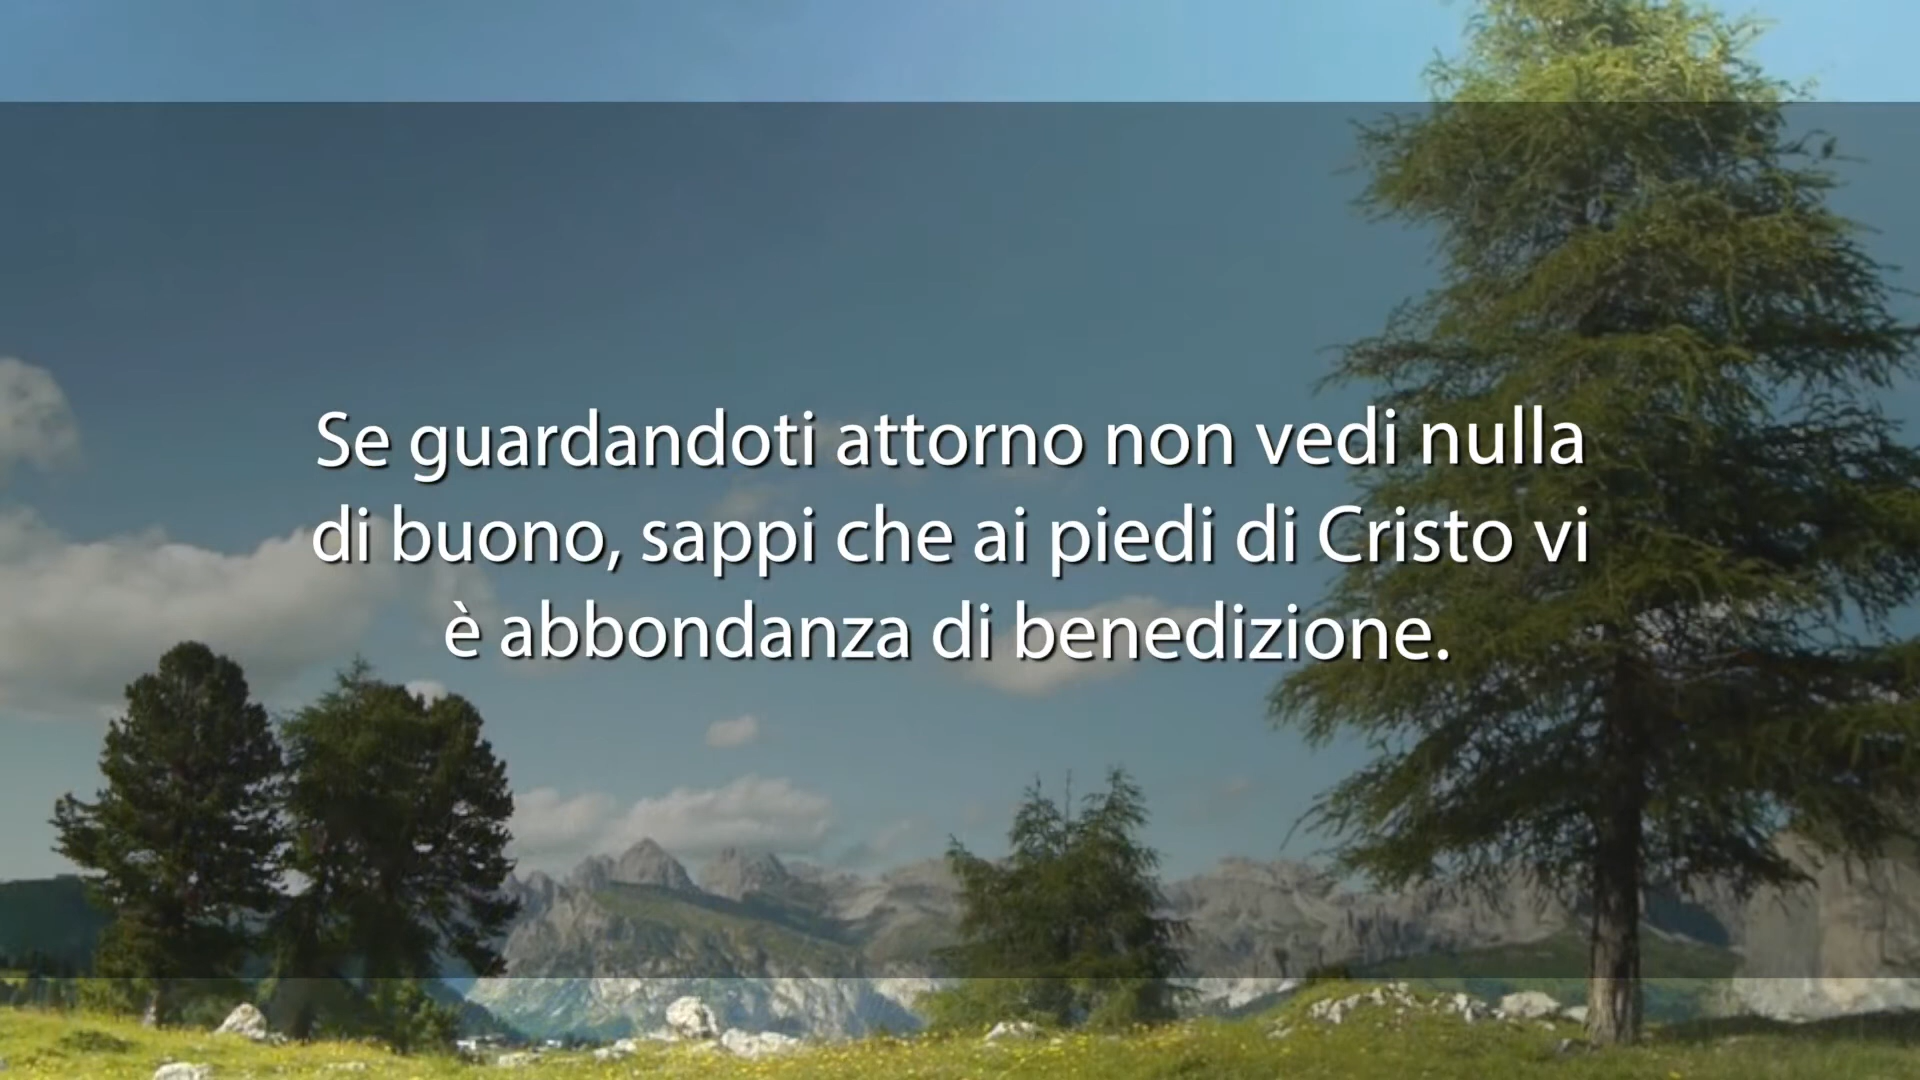 Se guardandoti attorno non vedi nulla
di buono, sappi che ai piedi di Cristo vi
è abbondanza di benedizione.